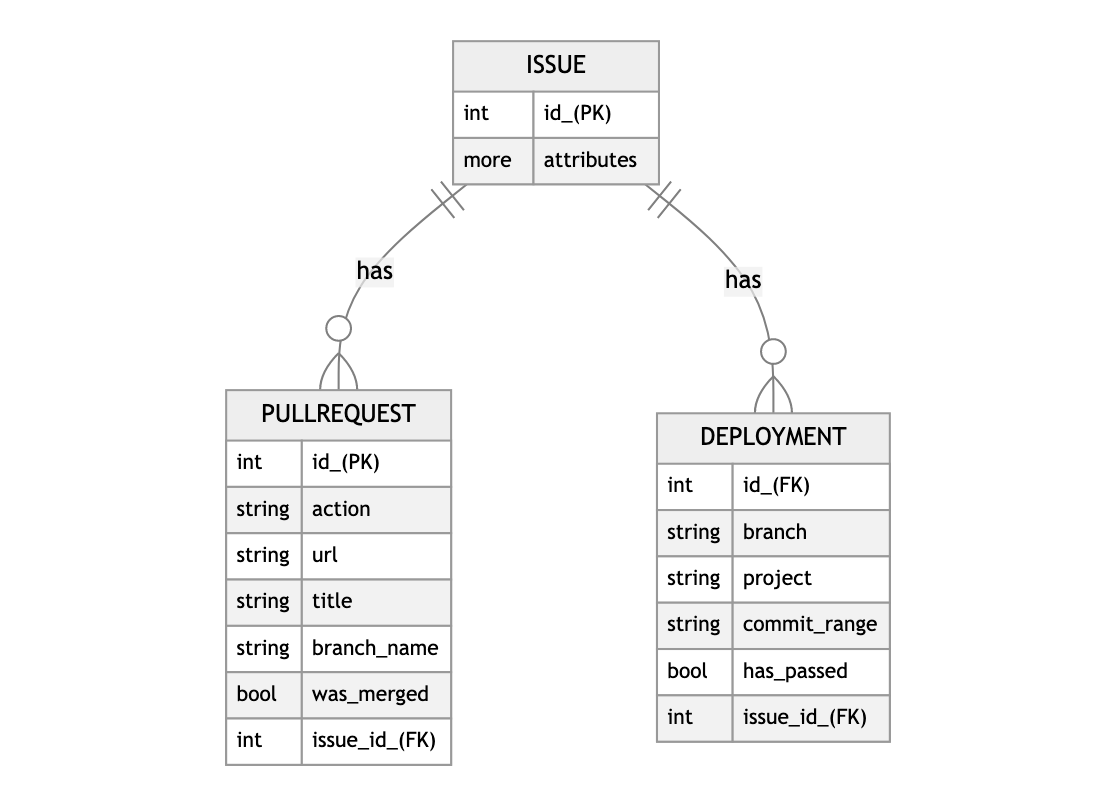 ISSUE
int id_(PK)
more attributes
has
has
PULLREQUEST
int id_(PK)
string action
string url
string title
string branch_name
bool was_merged
int issue_id_(FK)
DEPLOYMENT
int id_(FK)
string branch
string project
string commit_range
bool has_passed
int issue_id_(FK)